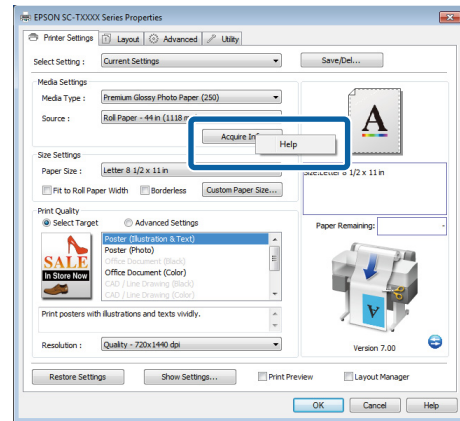 EPSON SC-TXXXX Series Properties
Printer Settings Layout Advanced Utility
Select Setting : Current Settings Save/Del...
Media Settings
Media Type : Premium Glossy Photo Paper (250)
Source : Roll Paper - 44 in (1118 m
A
Acquire Inf
Help
Size Settings
Paper Size : Letter 8 1/2 x 11 in
Size:Letter 8 1/2 x 11 in
Fit to Roll Paper Width Borderless Custom Paper Size...
Print Quality
Select Target Advanced Settings
Paper Remaining: -
SALE
In Store Now
Poster (Illustration & Text)
Poster (Photo)
Office Document (Black)
Office Document (Color)
CAD / Line Drawing (Black)
CAD / Line Drawing (Color)
A
Print posters with illustrations and texts vividly.
Resolution : Quality - 720x1440 dpi
Version 7.00
Restore Settings Show Settings... Print Preview Layout Manager
OK Cancel Help